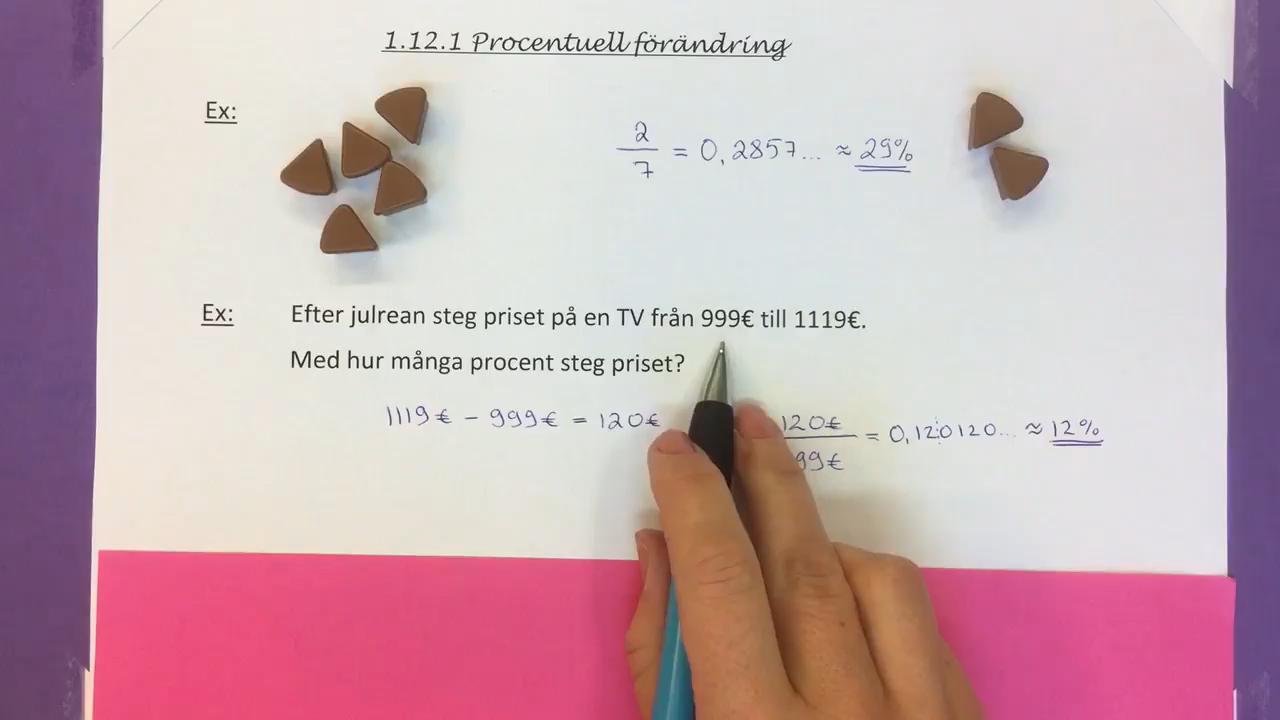 1.12.1 Procentuell förändring
Ex:
2
7
= 0,2857... ≈ 29%
Ex: Efter julrean steg priset på en TV från 999€ till 1119€.
Med hur många procent steg priset?
1119€ - 999€ = 120€
120€
99€
= 0,120120... ≈ 12%